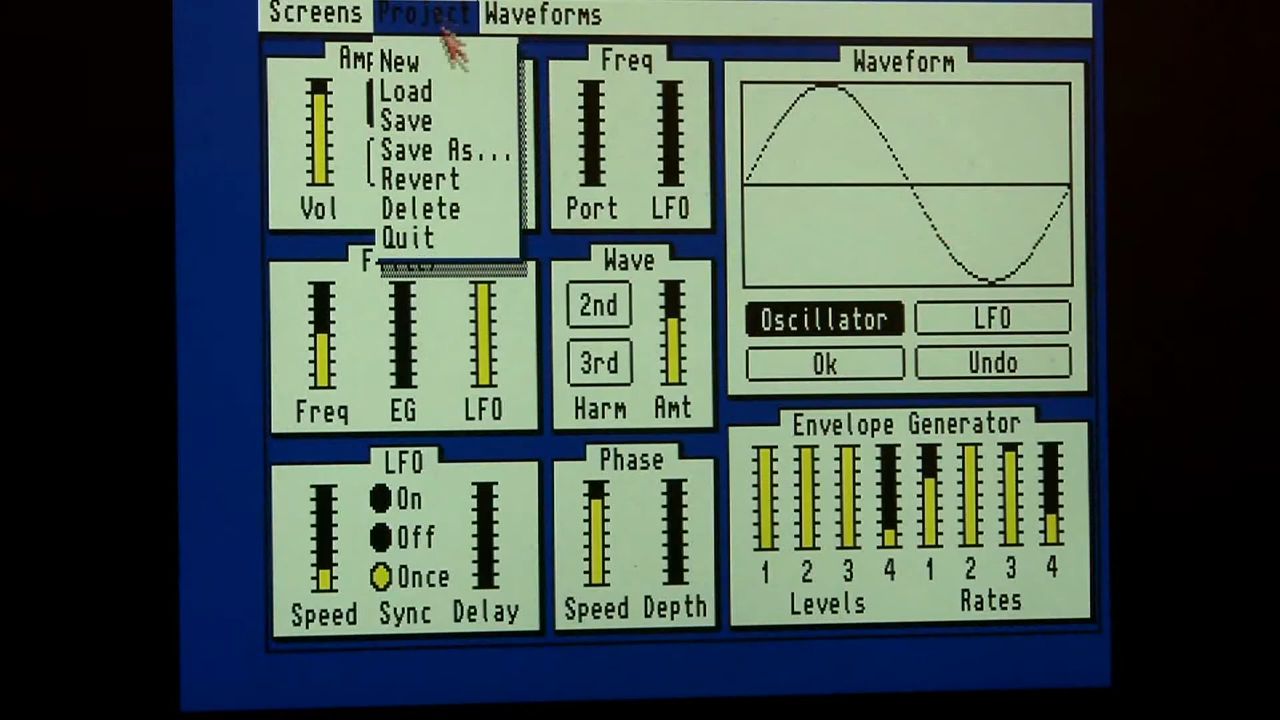 Screens Project Waveforms
New
Load
Save
Save As...
Revert
Delete
Quit
Vol
Freq
Port LFO
Waveform
Oscillator LFO
Ok Undo
Freq EG LFO
Wave
2nd
3rd
Harm Amt
LFO
On
Off
Once
Speed Sync Delay
Phase
Speed Depth
Envelope Generator
1 2 3 4 1 2 3 4
Levels Rates